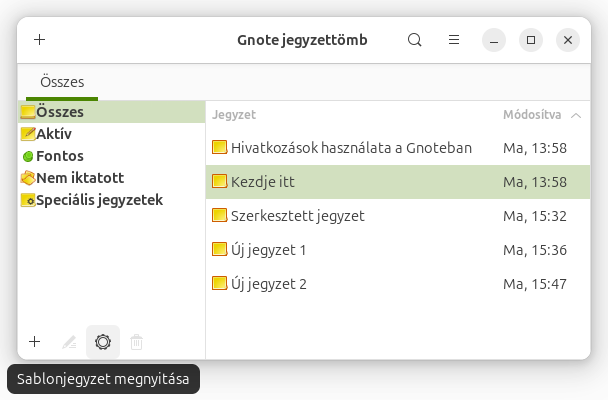 Gnote jegyzettömb
Összes
Összes
Aktív
Fontos
Nem iktatott
Speciális jegyzetek
Jegyzet Módosítva
Hivatkozások használata a Gnoteban Ma, 13:58
Kezdje itt Ma, 13:58
Szerkesztett jegyzet Ma, 15:32
Új jegyzet 1 Ma, 15:36
Új jegyzet 2 Ma, 15:47
Sablonjegyzet megnyitása